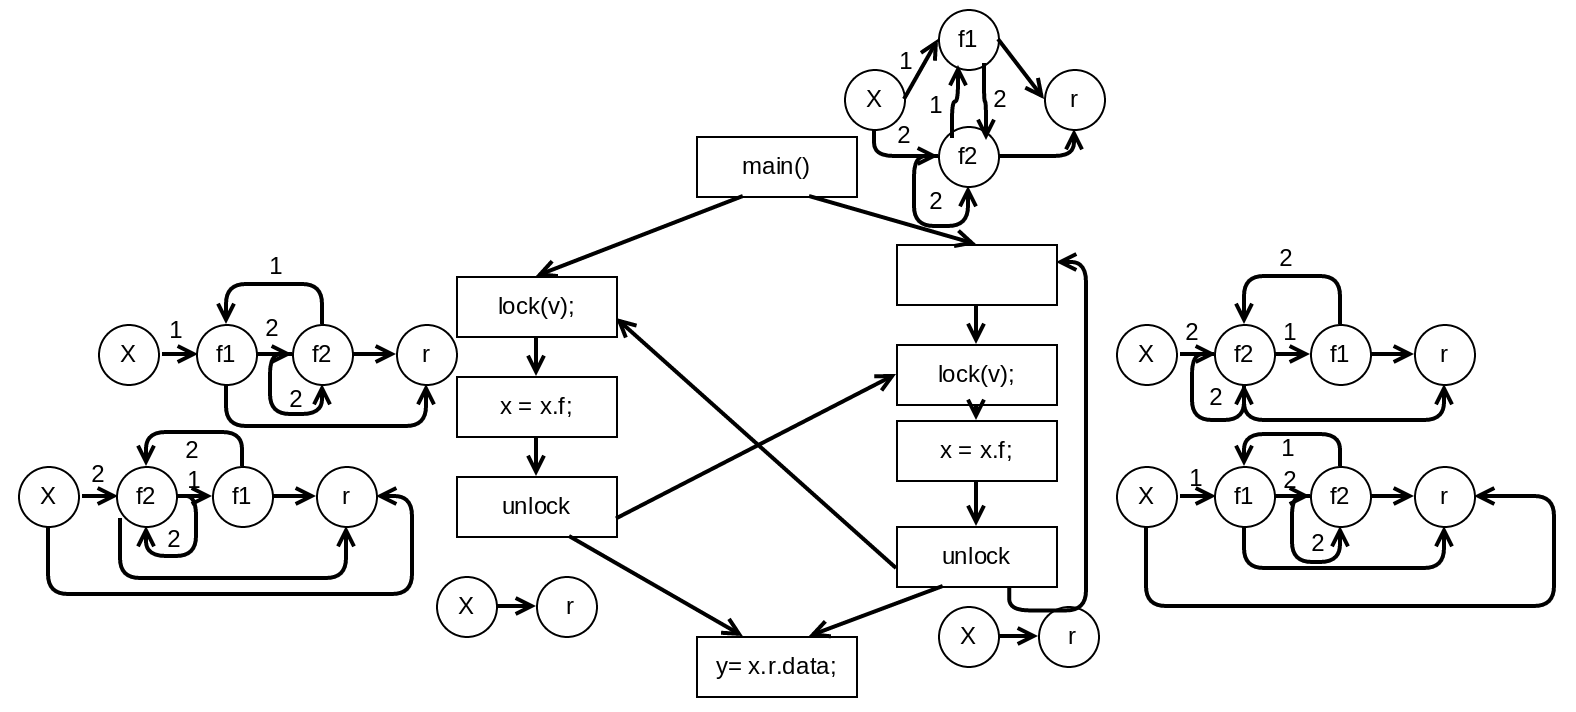 f1
1
X
r
1
2
2
f2
main()
2
1
lock(v);
2
1
2
X
f1
f2
r
2
x = x.f;
lock(v);
x = x.f;
2
1
X
f2
f1
r
2
2
2
1
X
f2
f1
r
2
unlock
unlock
1
1
2
X
f1
f2
r
2
X
r
X
r
y= x.r.data;